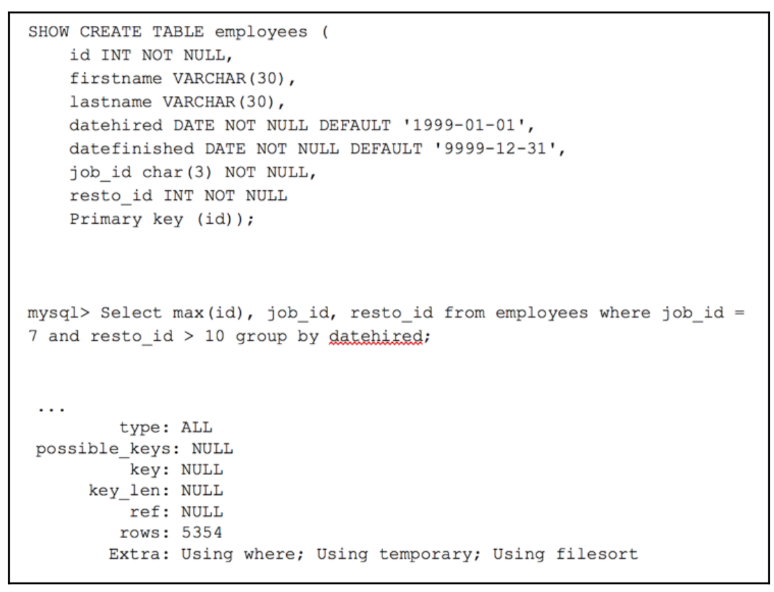 SHOW CREATE TABLE employees (
id INT NOT NULL,
firstname VARCHAR(30),
lastname VARCHAR(30),
datehired DATE NOT NULL DEFAULT '1999-01-01',
datefinished DATE NOT NULL DEFAULT '9999-12-31',
job_id char(3) NOT NULL,
resto_id INT NOT NULL
Primary key (id));
mysql> Select max(id), job_id, resto_id from employees where job_id =
7 and resto_id > 10 group by datehired;
...
type: ALL
possible_keys: NULL
key: NULL
key_len: NULL
ref: NULL
rows: 5354
Extra: Using where; Using temporary; Using filesort